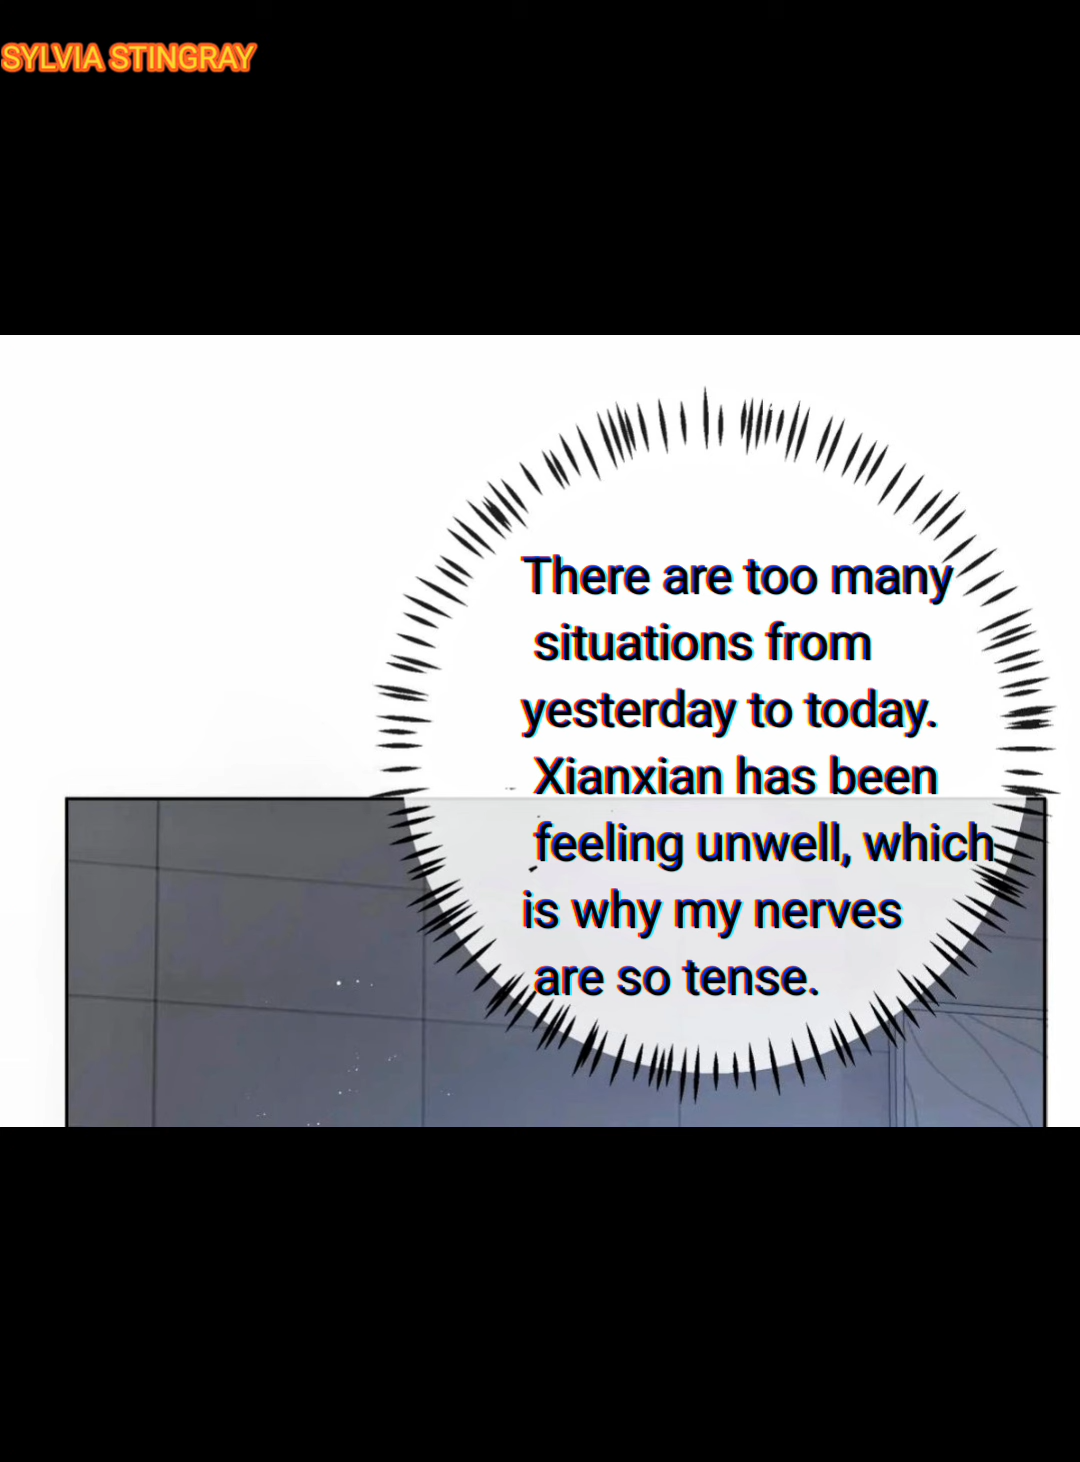 SYLVIA STINGRAY
There are too many
situations from
yesterday to today.
Xianxian has been
feeling unwell, which
is why my nerves
are so tense.